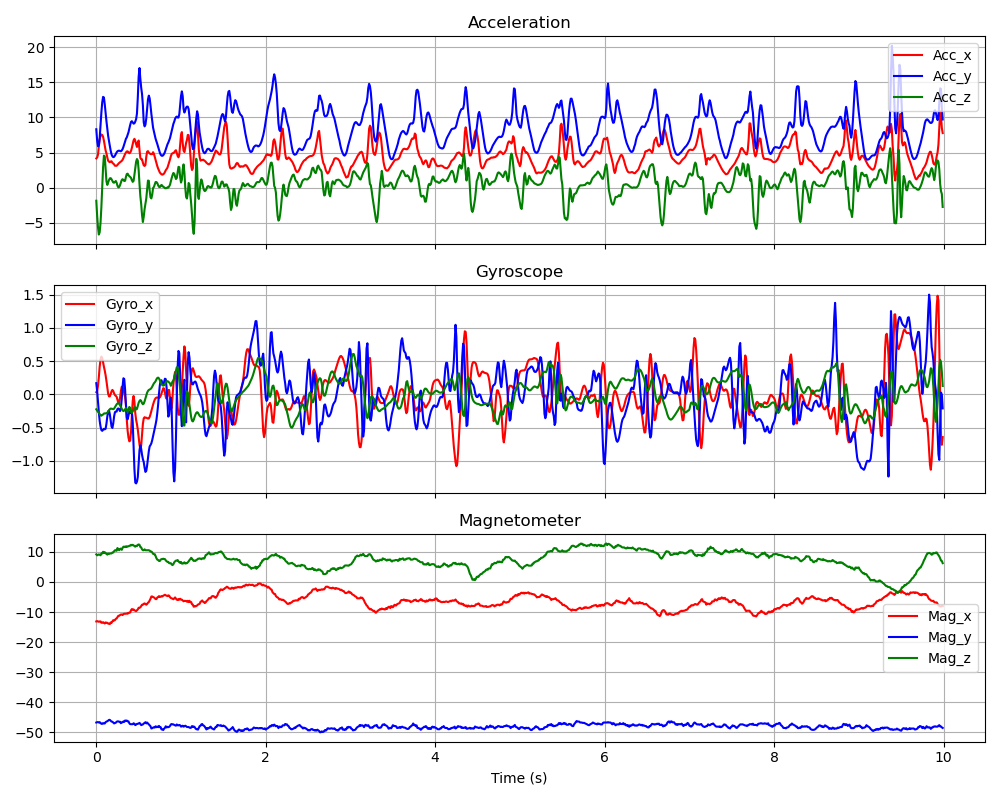 Acceleration
20
15
10
5
0
−5
Acc_x
Acc_y
Acc_z
Gyroscope
1.5
1.0
0.5
0.0
−0.5
−1.0
Gyro_x
Gyro_y
Gyro_z
Magnetometer
10
0
−10
−20
−30
−40
−50
Mag_x
Mag_y
Mag_z
0 2 4 6 8 10
Time (s)